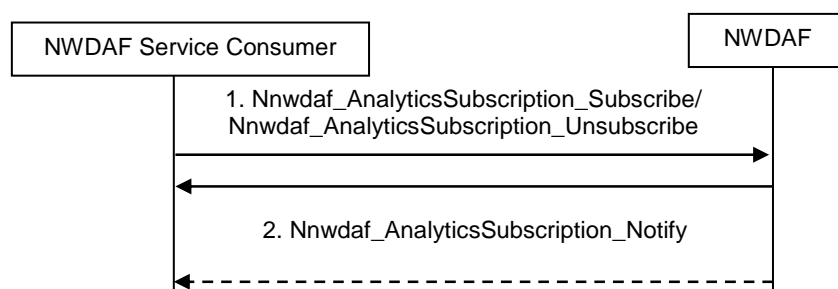 NWDAF Service Consumer
NWDAF
1. Nnwdaf_AnalyticsSubscription_Subscribe/
Nnwdaf_AnalyticsSubscription_Unsubscribe
2. Nnwdaf_AnalyticsSubscription_Notify